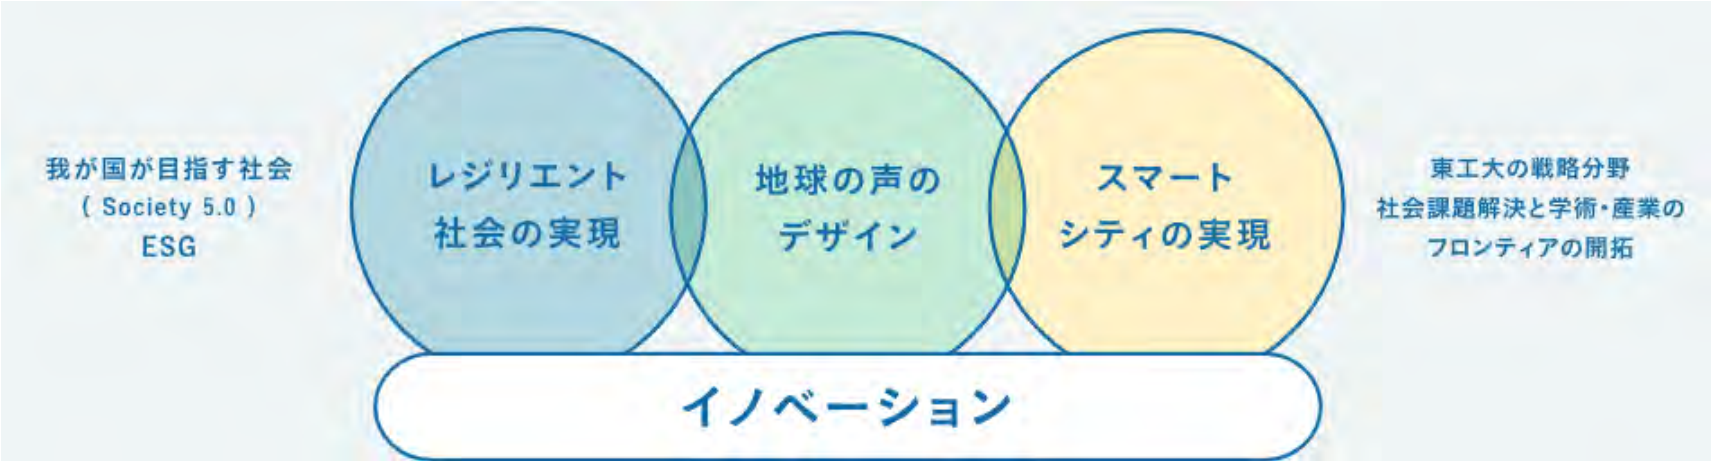 我が国が目指す社会
( Society 5.0 )
ESG
レジリエント
社会の実現
地球の声の
デザイン
スマート
シティの実現
東工大の戦略分野
社会課題解決と学術・産業の
フロンティアの開拓
イノベーション